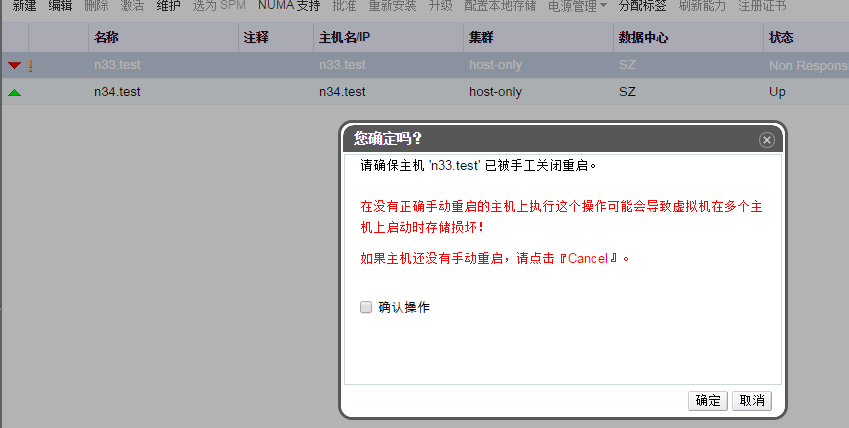 新建 编辑 删除 激活 维护 选为 SPM NUMA 支持 批准 重新安装 升级 配置本地存储 电源管理 分配标签 刷新能力 注册证书
名称 注释 主机名/IP 集群 数据中心 状态
n33.test n33.test host-only SZ Non Respons
n34.test n34.test host-only SZ Up
您确定吗？
请确保主机 'n33.test' 已被手工关闭重启。
在没有正确手动重启的主机上执行这个操作可能会导致虚拟机在多个主
机上启动时存储损坏！
如果主机还没有手动重启，请点击『Cancel』。
确认操作
确定 取消